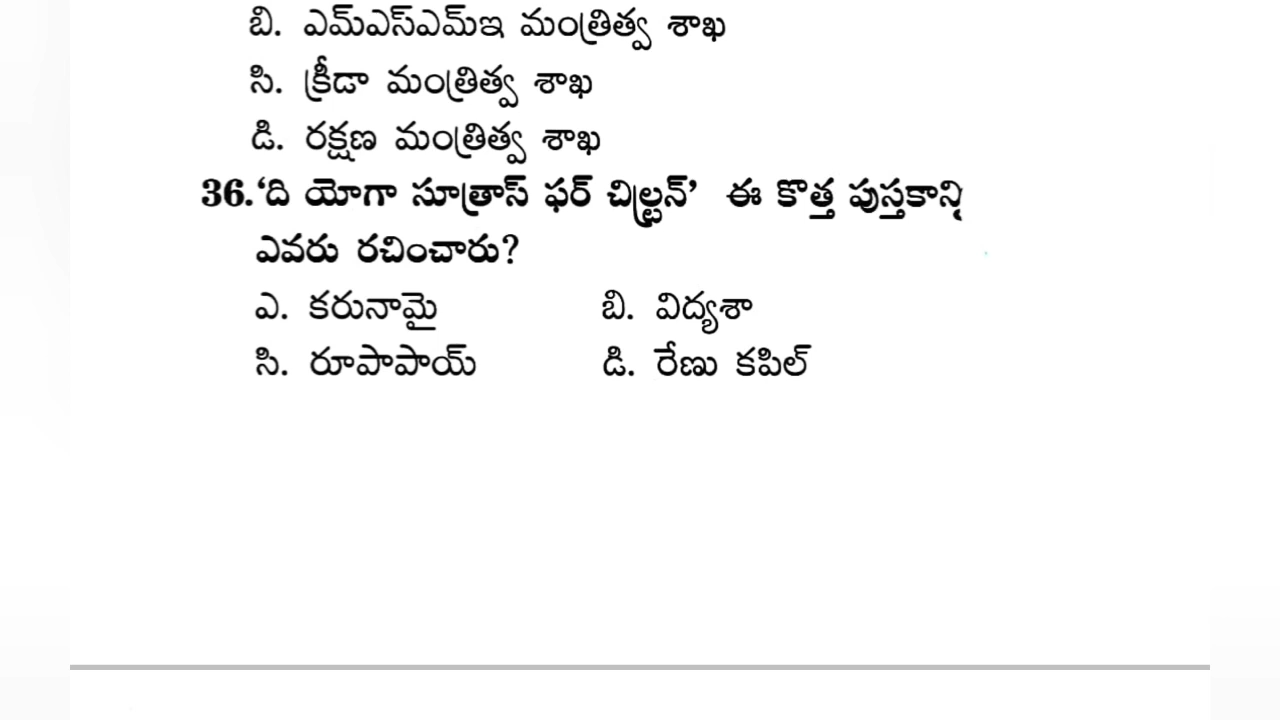 బి. ఎమ్ఎస్ఎమ్ఇ మంత్రిత్వ శాఖ
సి. క్రీడా మంత్రిత్వ శాఖ
డి. రక్షణ మంత్రిత్వ శాఖ
36.‘ది యోగా సూత్రాస్ ఫర్ చిల్డ్రన్’ ఈ కొత్త పుస్తకాన్ని
ఎవరు రచించారు?
ఎ. కరునామై బి. విద్యశా
సి. రూపాపాయ్ డి. రేణు కపిల్